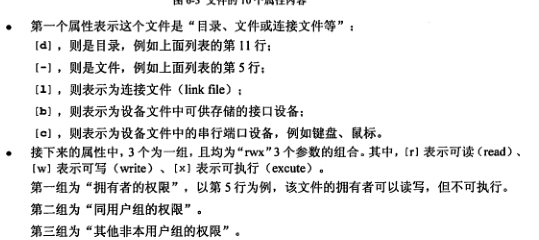 图 6-3 文件的 10 个属性内容
● 第一个属性表示这个文件是“目录、文件或连接文件等”：
[d]，则是目录，例如上面列表的第 11 行；
[-]，则是文件，例如上面列表的第 5 行；
[l]，则表示为连接文件（link file）；
[b]，则表示为设备文件中可供存储的接口设备；
[c]，则表示为设备文件中的串行端口设备，例如键盘、鼠标。
● 接下来的属性中，3 个为一组，且均为“rwx”3 个参数的组合。其中，[r] 表示可读（read）、
[w] 表示可写（write）、[x] 表示可执行（excute）。
第一组为“拥有者的权限”，以第 5 行为例，该文件的拥有者可以读写，但不可执行。
第二组为“同用户组的权限”。
第三组为“其他非本用户组的权限”。